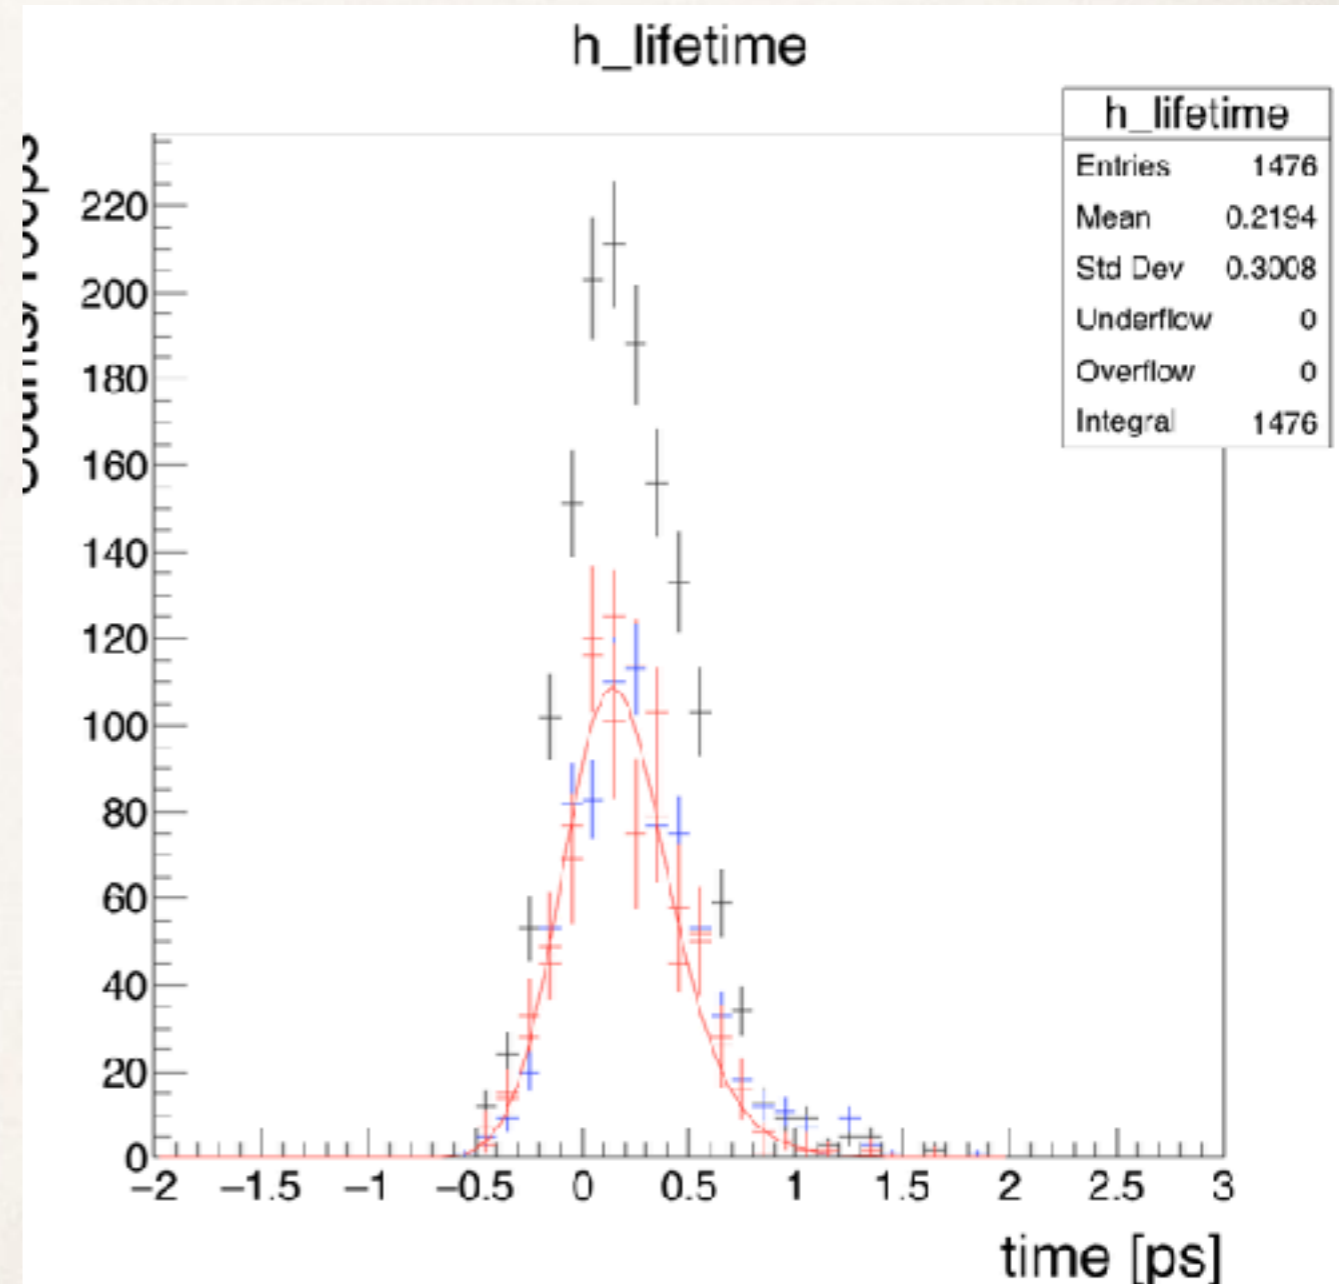 h_lifetime
h_lifetime
Entries 1476
Mean 0.2194
Std Dev 0.3008
Underflow 0
Overflow 0
Integral 1476
220
200
180
160
140
120
100
80
60
40
20
0
−2 −1.5 −1 −0.5 0 0.5 1 1.5 2 2.5 3
time [ps]